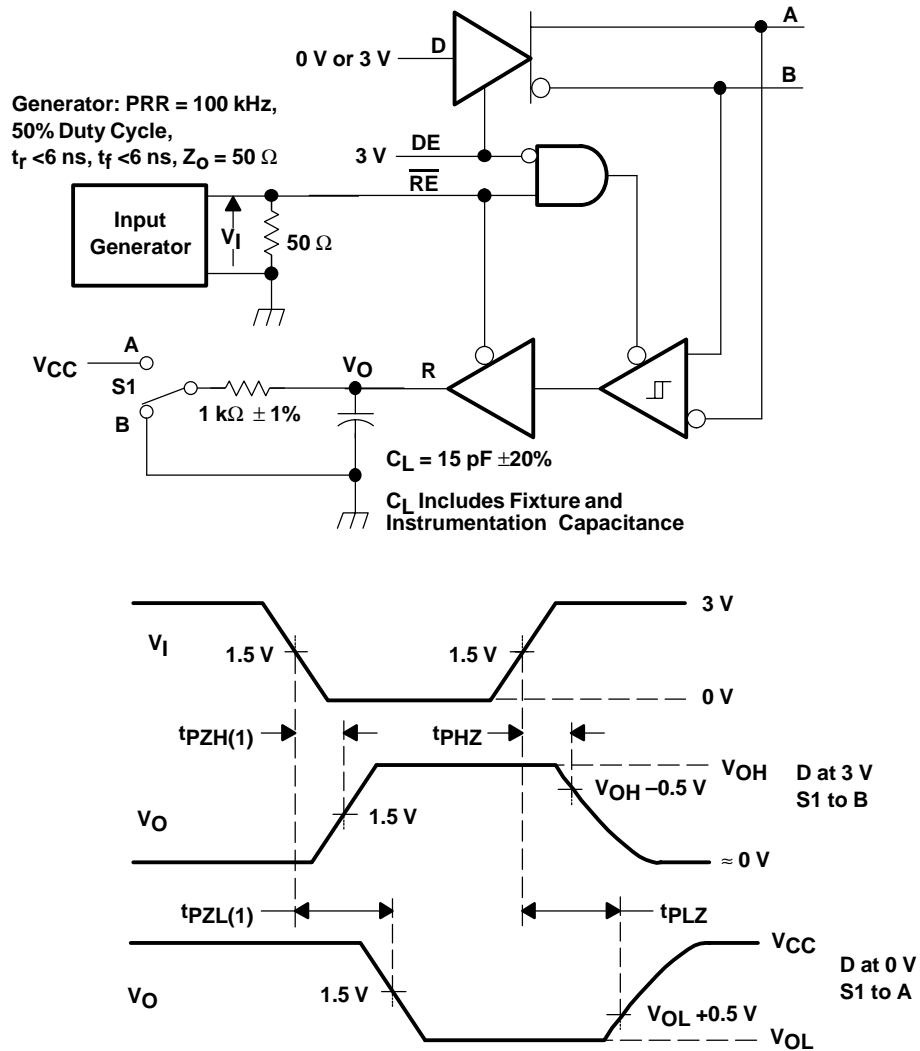 A
D
0 V or 3 V
B
Generator: PRR = 100 kHz,
50% Duty Cycle,
tr <6 ns, tf <6 ns, Zo = 50 Ω
3 V
DE
R̅E̅
Input
Generator
VI
50 Ω
VCC
A
S1
B
1 kΩ ± 1%
VO
R
CL = 15 pF ±20%
CL Includes Fixture and
Instrumentation Capacitance
VI
3 V
1.5 V
1.5 V
0 V
tPZH(1)
tPHZ
VOH
D at 3 V
S1 to B
VOH –0.5 V
VO
1.5 V
≈ 0 V
tPZL(1)
tPLZ
VCC
D at 0 V
S1 to A
VO
1.5 V
VOL +0.5 V
VOL